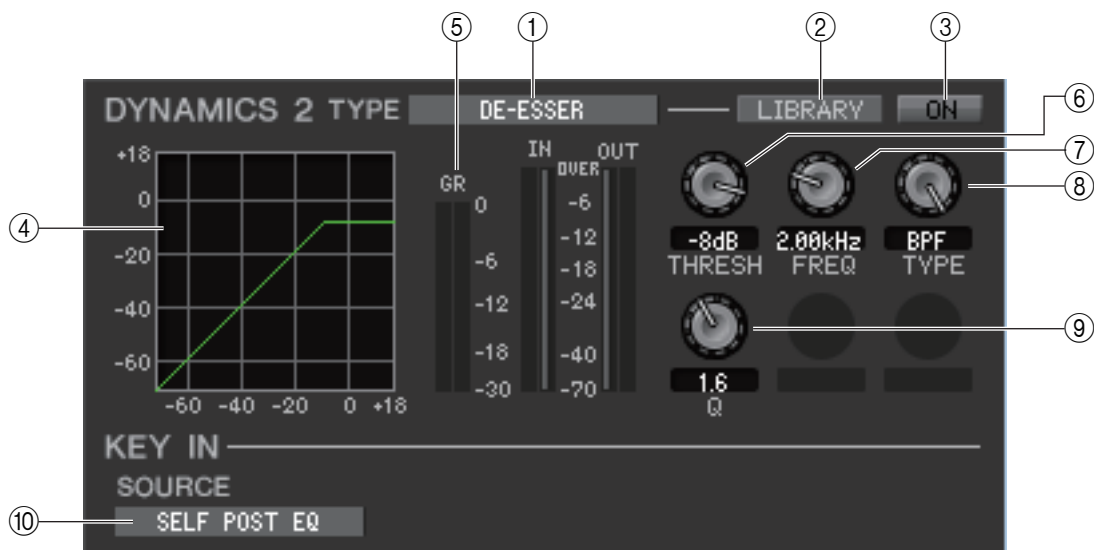 ⑤ ① ② ③
DYNAMICS 2 TYPE DE-ESSER LIBRARY ON
⑥
⑦
⑧
④
+18
0
-20
-40
-60
-60 -40 -20 0 +18
GR
0
-6
-12
-18
-30
IN OUT
OVER
-6
-12
-18
-24
-40
-70
-8dB 2.00kHz BPF
THRESH FREQ TYPE
⑨
1.6
Q
KEY IN
SOURCE
⑩ SELF POST EQ